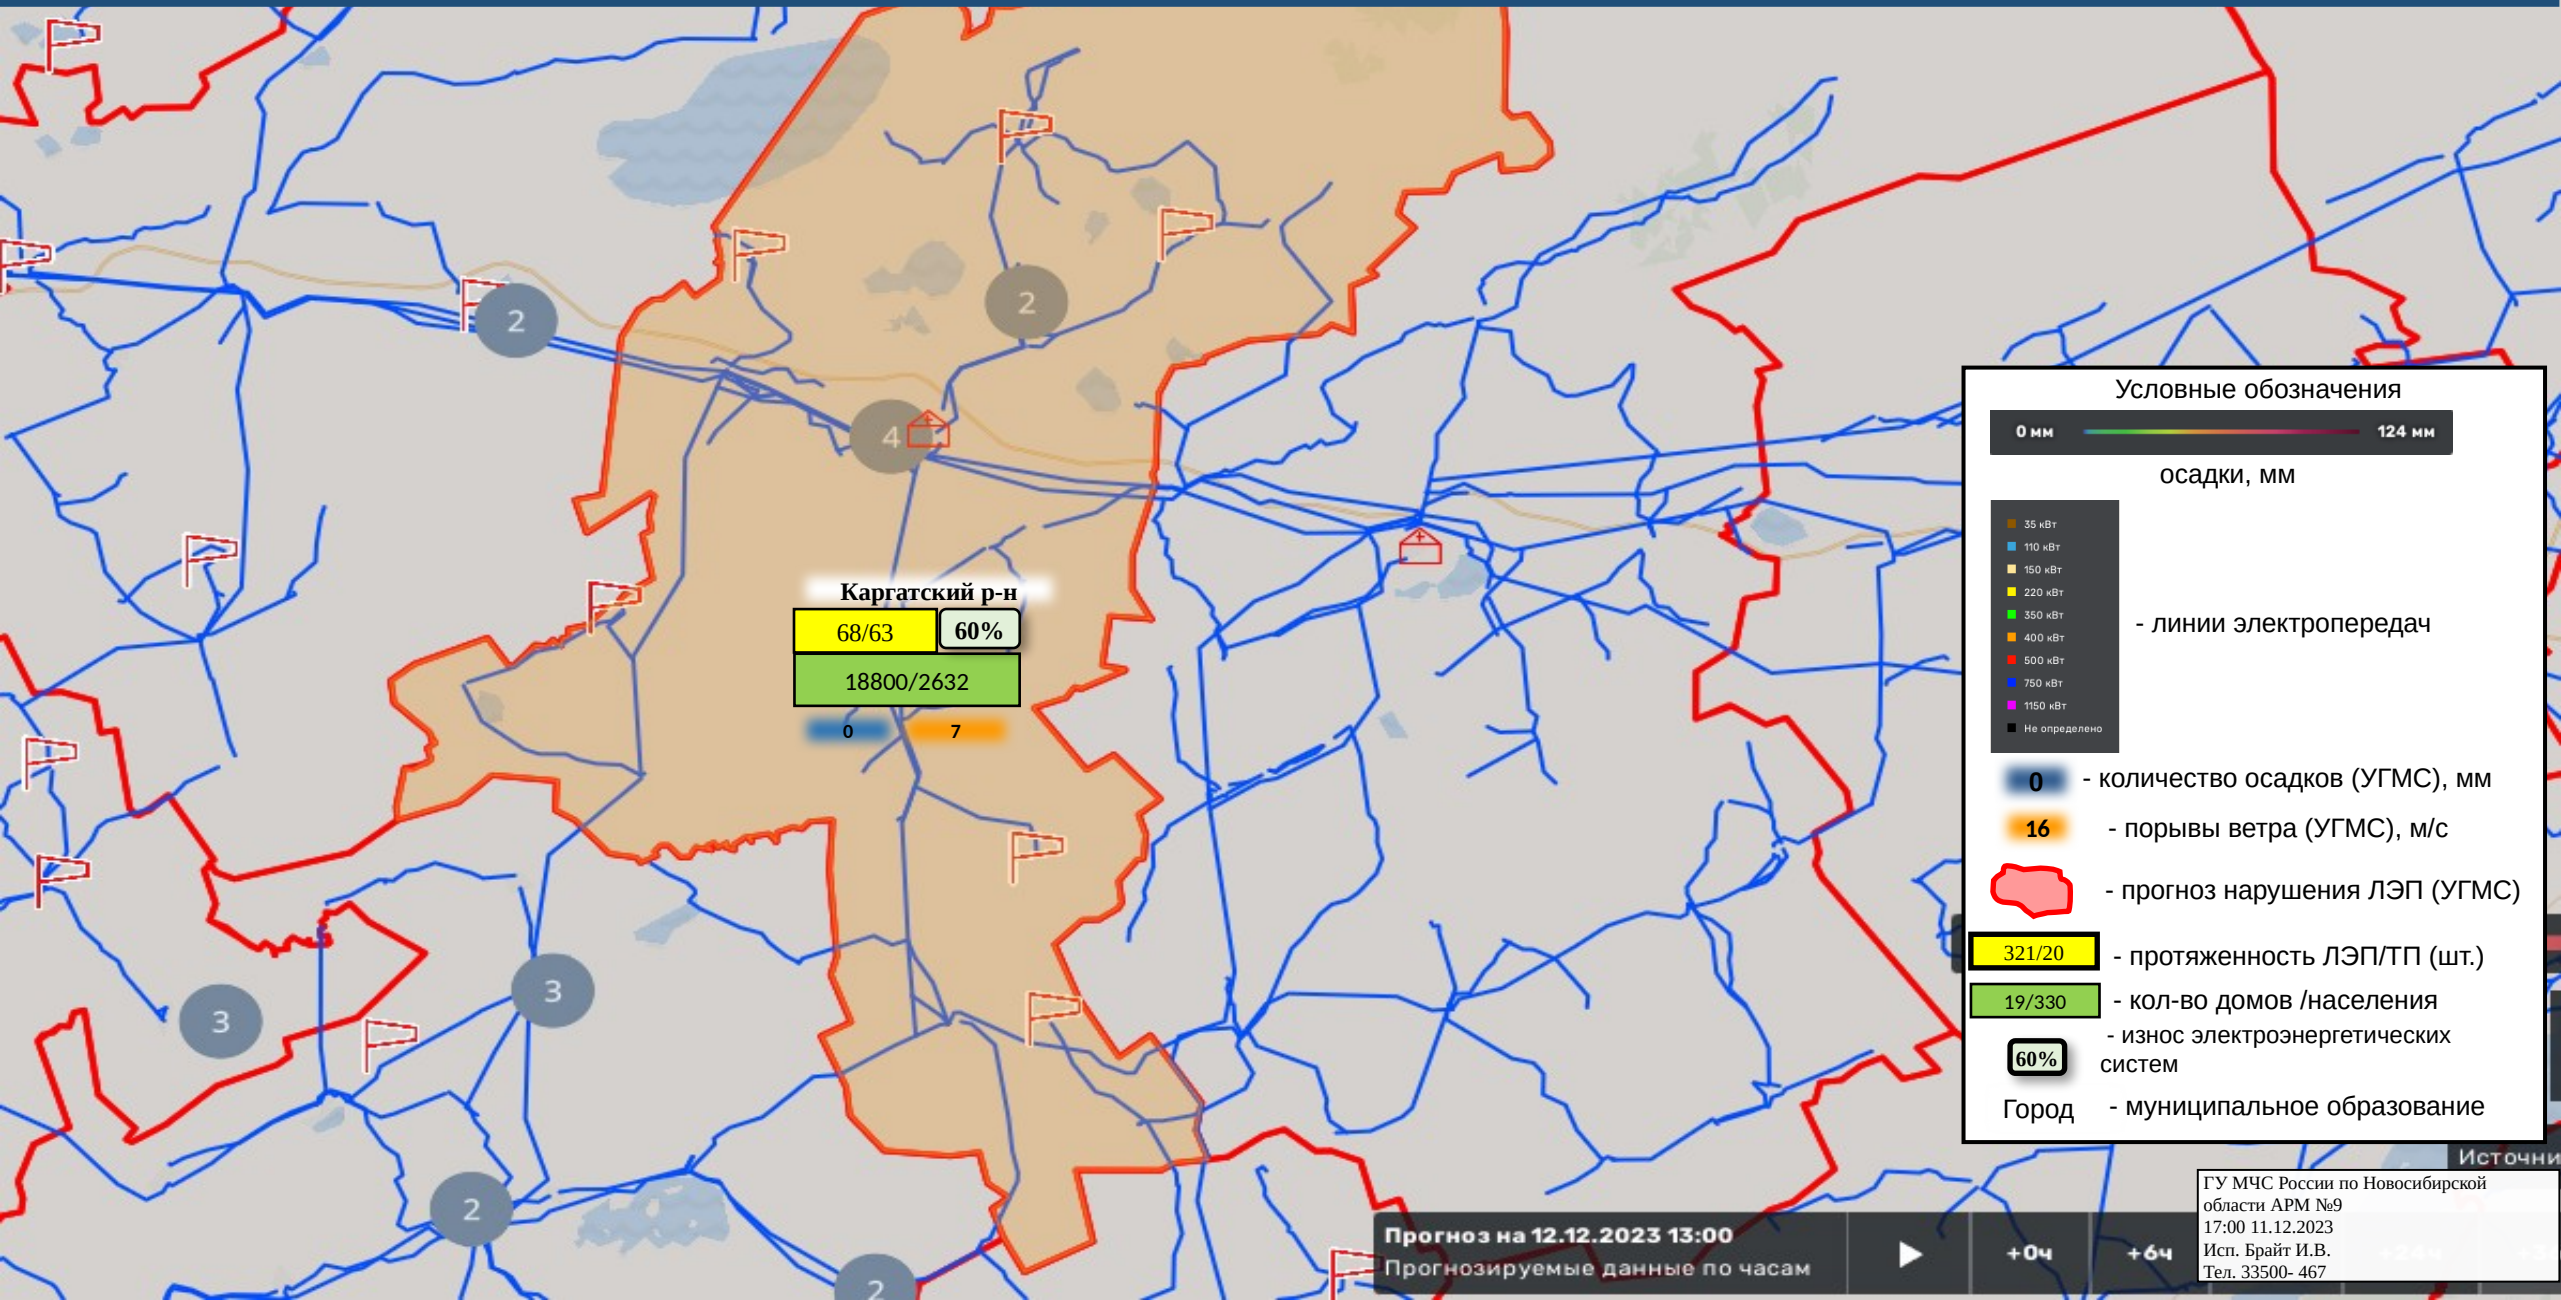 2
2
4
Каргатский р-н
68/63
60%
18800/2632
0
7
3
3
2
2
Условные обозначения
0 мм
124 мм
осадки, мм
35 кВт
110 кВт
150 кВт
220 кВт
350 кВт
400 кВт
500 кВт
750 кВт
1150 кВт
Не определено
- линии электропередач
0 - количество осадков (УГМС), мм
16 - порывы ветра (УГМС), м/с
- прогноз нарушения ЛЭП (УГМС)
321/20 - протяженность ЛЭП/ТП (шт.)
19/330 - кол-во домов /населения
60% - износ электроэнергетических
систем
Город - муниципальное образование
Источни
Прогноз на 12.12.2023 13:00
Прогнозируемые данные по часам
+0ч
+6ч
+24ч
ГУ МЧС России по Новосибирской
области АРМ №9
17:00 11.12.2023
Исп. Брайт И.В.
Тел. 33500- 467